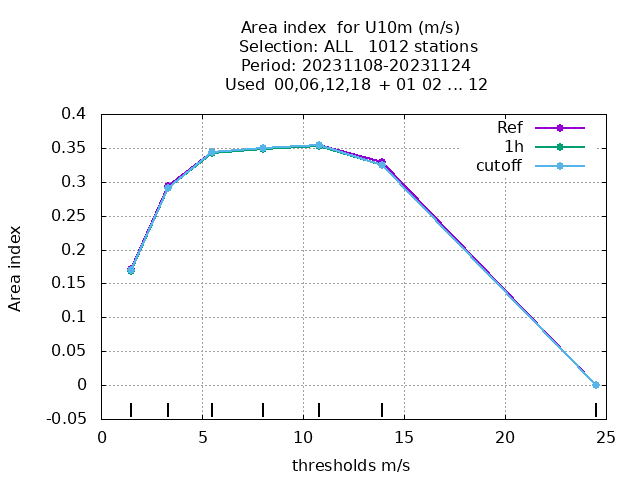 Area index  for U10m (m/s)
Selection: ALL   1012 stations
Period: 20231108-20231124
Used  00,06,12,18  + 01 02 ... 12
Ref
1h
cutoff
0.4
0.35
0.3
0.25
0.2
0.15
0.1
0.05
0
-0.05
Area index
0 5 10 15 20 25
thresholds m/s